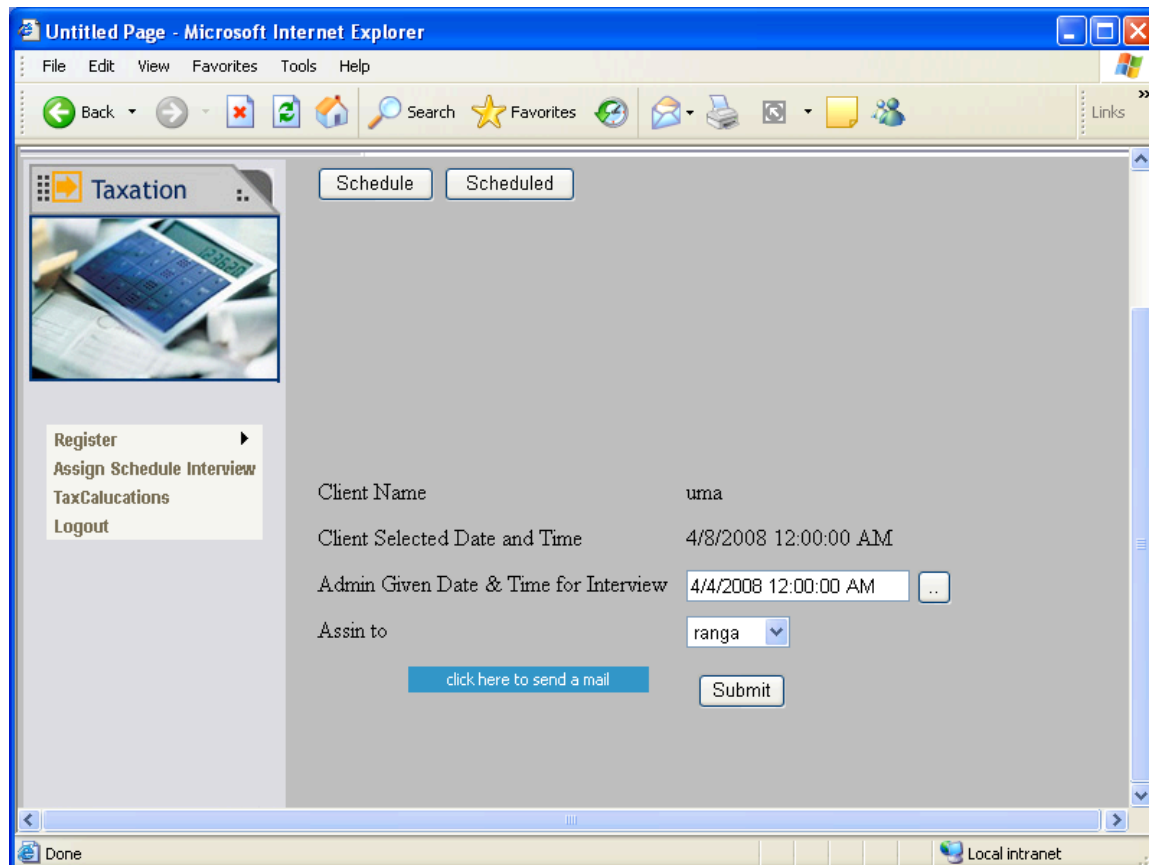 Untitled Page - Microsoft Internet Explorer
File Edit View Favorites Tools Help
Back Search Favorites Links
Taxation
Schedule Scheduled
123620
Register
Assign Schedule Interview
TaxCalucations
Logout
Client Name uma
Client Selected Date and Time 4/8/2008 12:00:00 AM
Admin Given Date & Time for Interview 4/4/2008 12:00:00 AM ..
Assin to ranga
click here to send a mail Submit
Done Local intranet